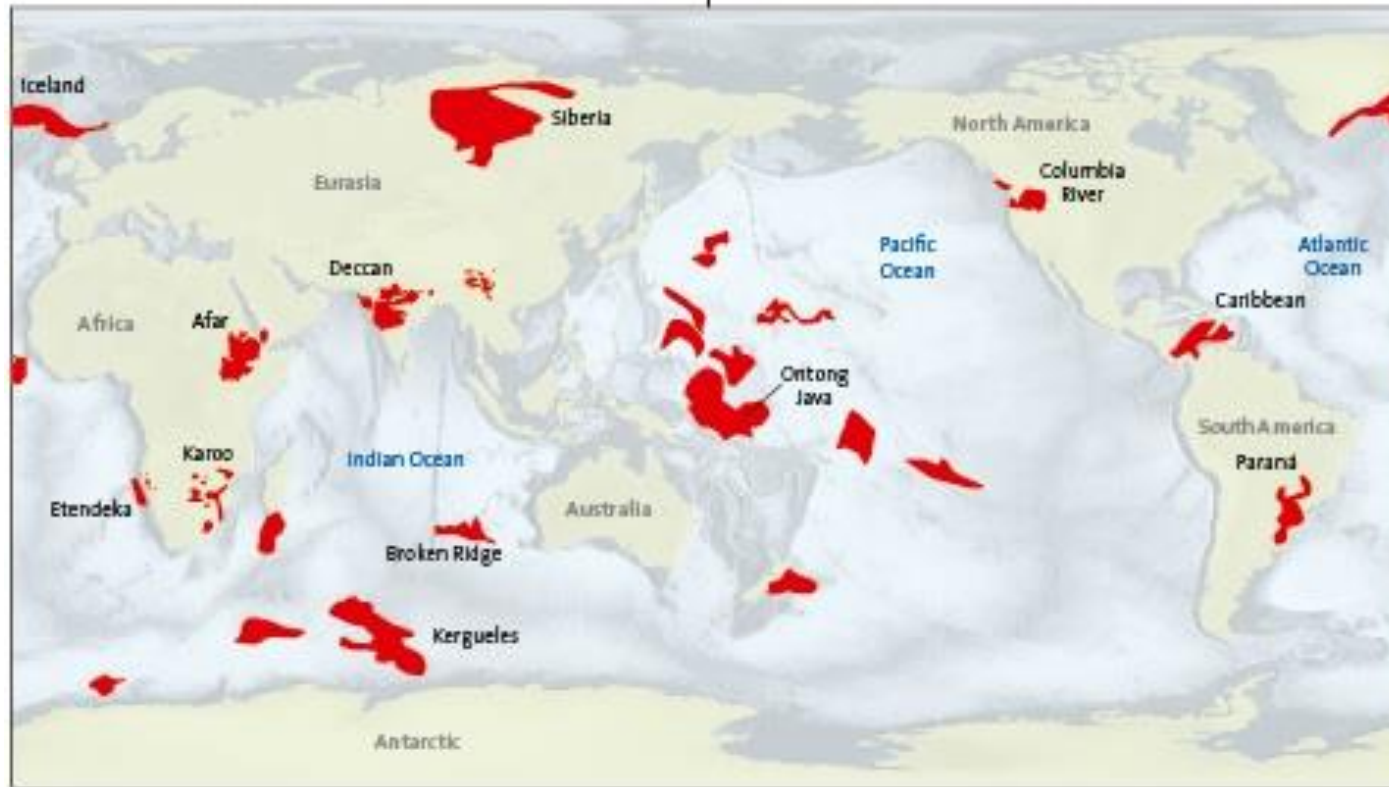 Iceland
Siberia
North America
Columbia
River
Eurasia
Pacific
Ocean
Atlantic
Ocean
Deccan
Caribbean
Africa
Afar
Ontong
Java
South America
Karoo
Indian Ocean
Paraná
Etendeka
Australia
Broken Ridge
Kergueles
Antarctic